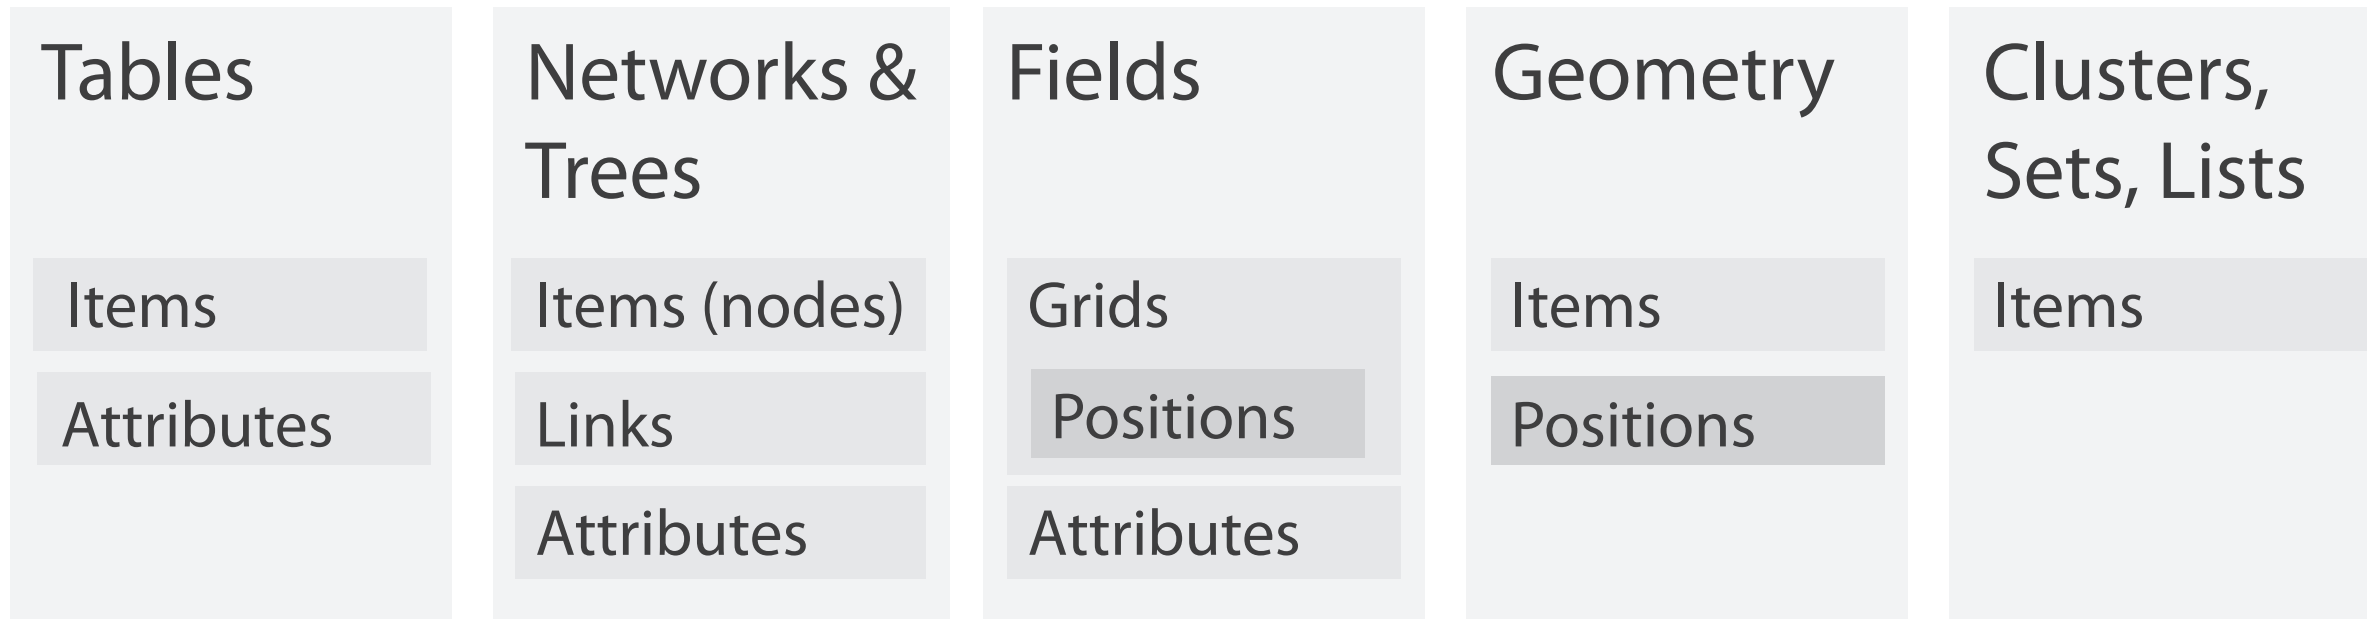 Tables
Items
Attributes
Networks &
Trees
Items (nodes)
Links
Attributes
Fields
Grids
Positions
Attributes
Geometry
Items
Positions
Clusters,
Sets, Lists
Items